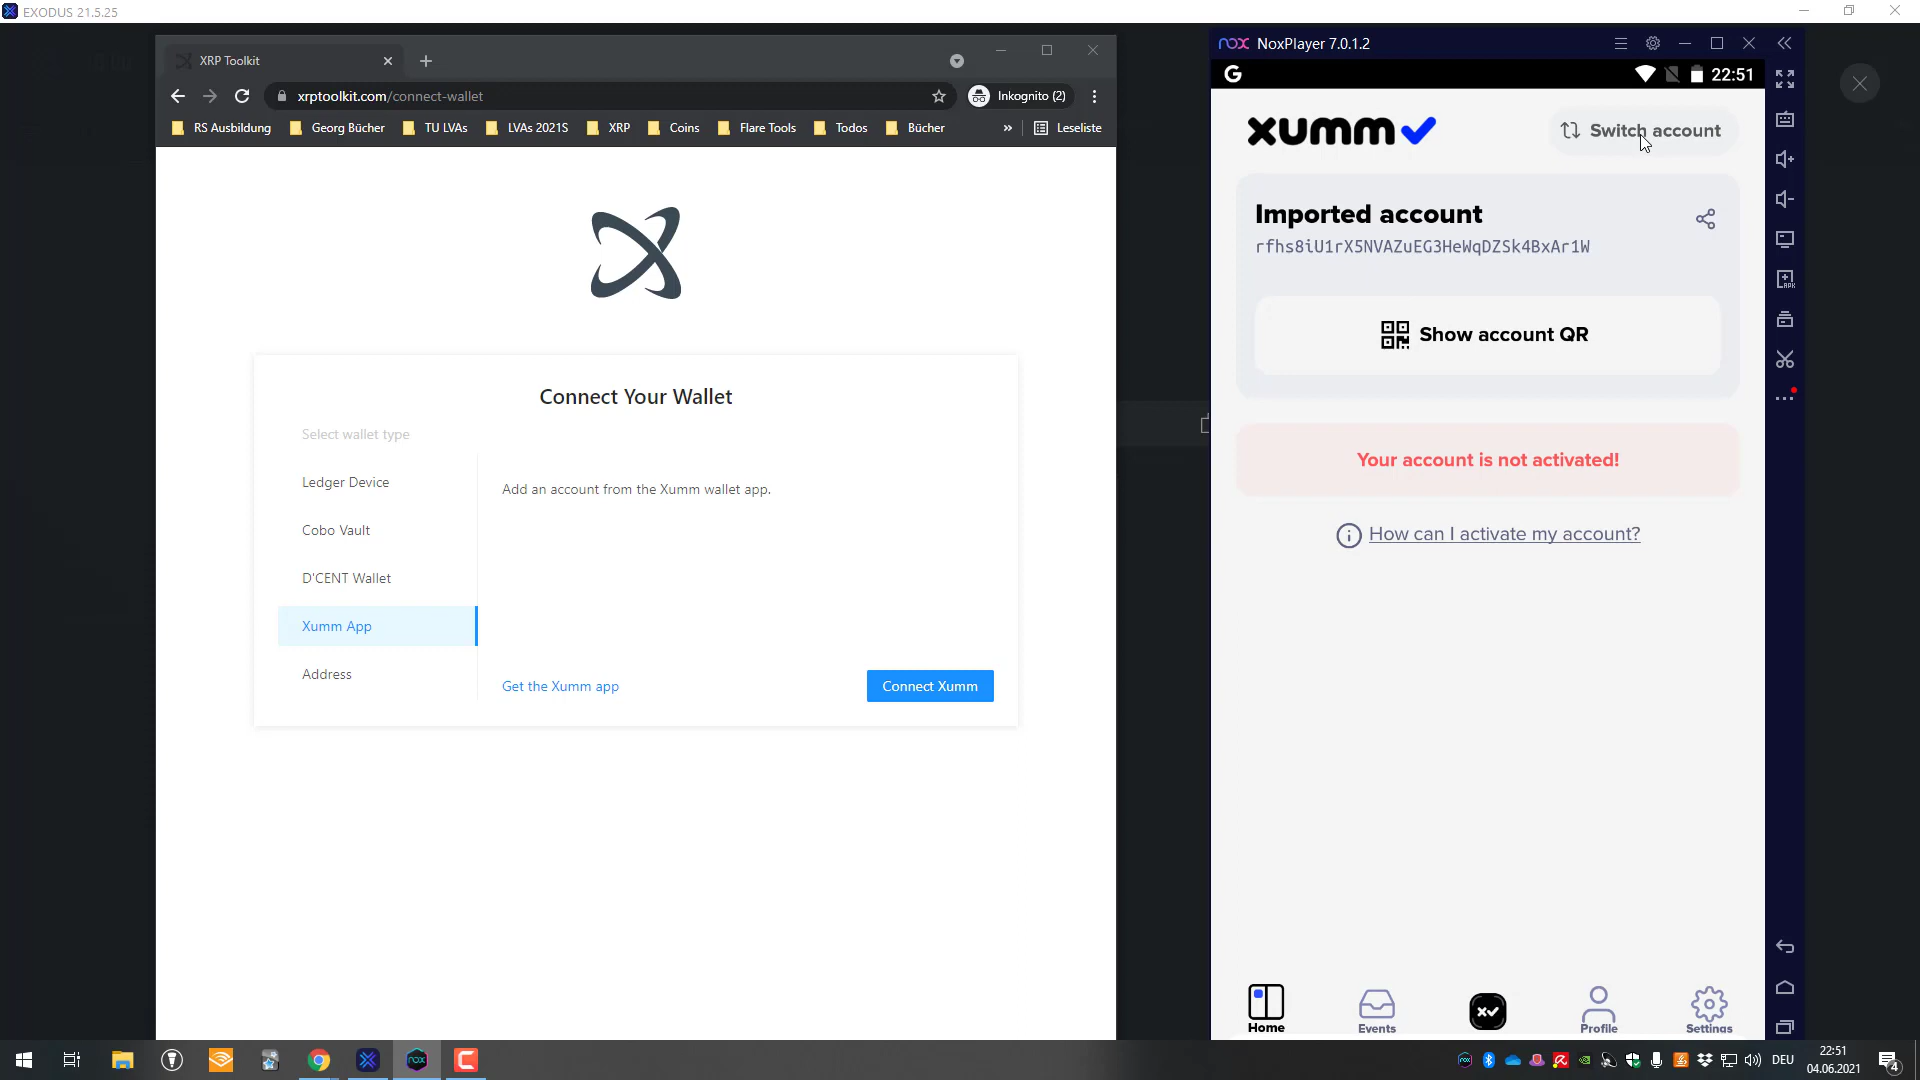 EXODUS 21.5.25
XRP Toolkit
xrptoolkit.com/connect-wallet
Inkognito (2)
RS Ausbildung
Georg Bücher
TU LVAs
LVAs 2021S
XRP
Coins
Flare Tools
Todos
Bücher
»
Leseliste
Connect Your Wallet
Select wallet type
Ledger Device
Cobo Vault
D'CENT Wallet
Xumm App
Address
Add an account from the Xumm wallet app.
Get the Xumm app
Connect Xumm
nox NoxPlayer 7.0.1.2
G
22:51
xumm
Switch account
Imported account
rfhs8iU1rX5NVAZuEG3HeWqDZSk4BxAr1W
Show account QR
Your account is not activated!
How can I activate my account?
Home
Events
Profile
Settings
DEU
22:51
04.06.2021
4